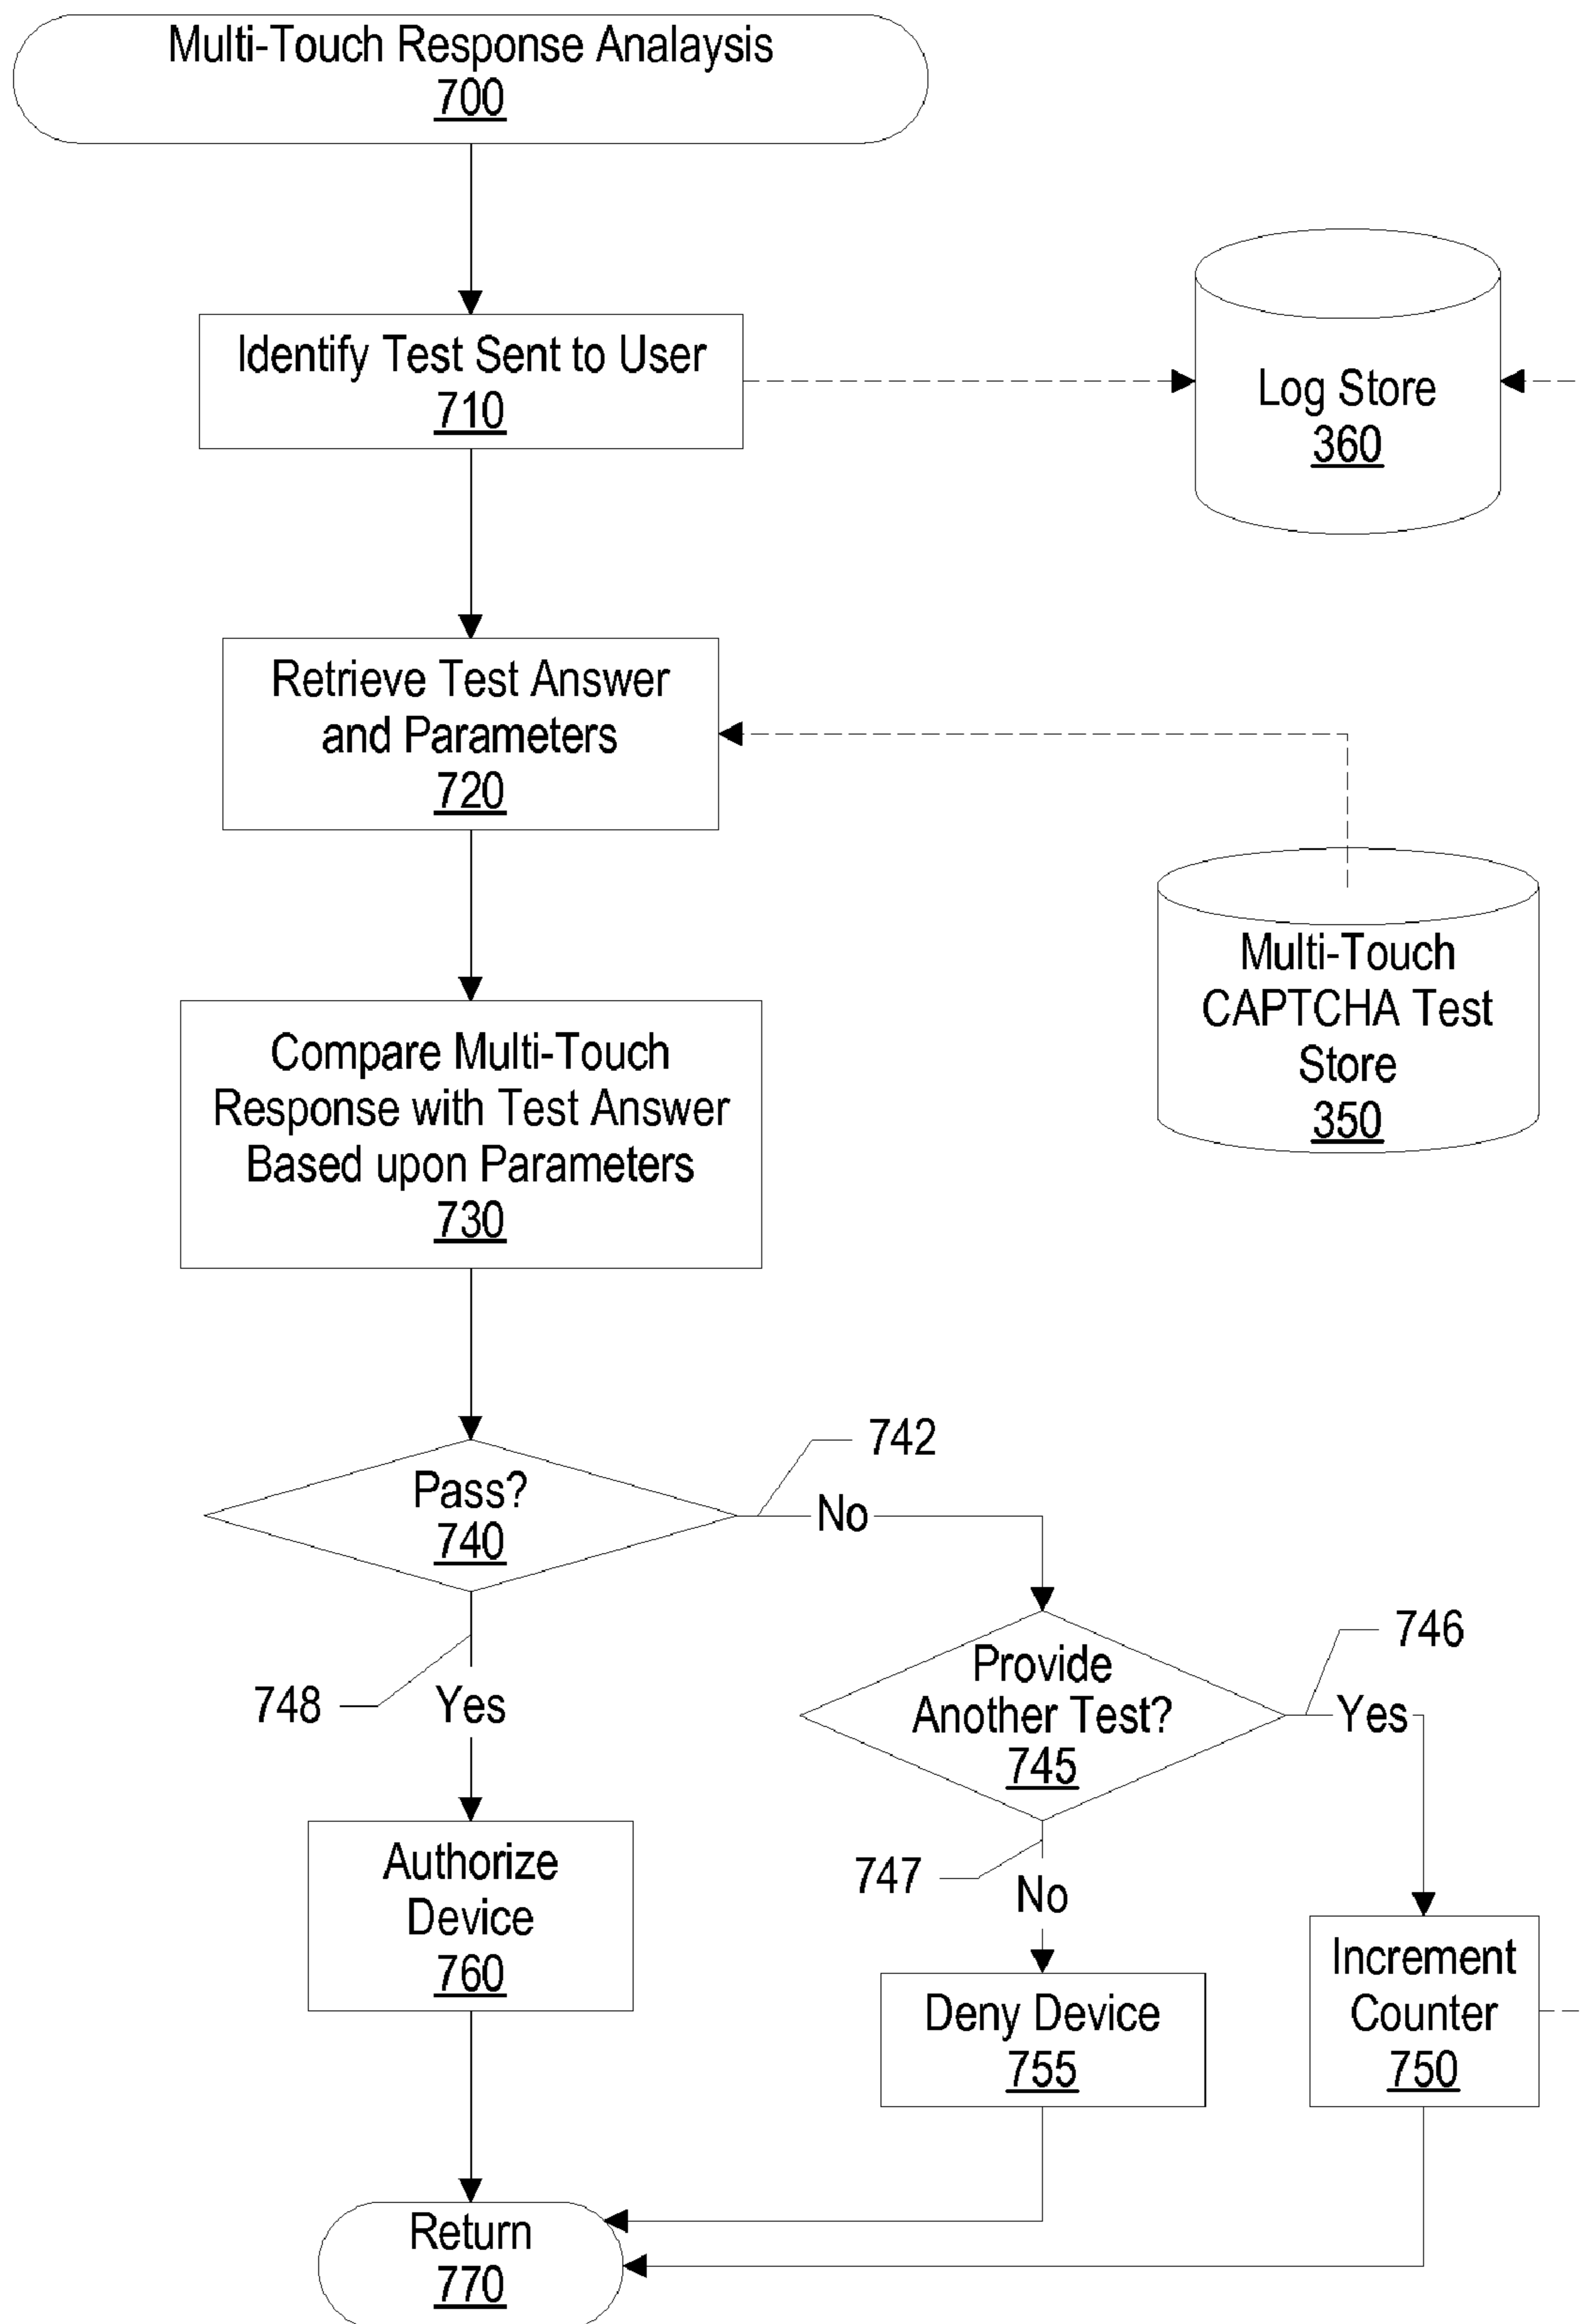 Multi-Touch Response Analaysis
700
Identify Test Sent to User
710
Log Store
360
Retrieve Test Answer
and Parameters
720
Multi-Touch
CAPTCHA Test
Store
350
Compare Multi-Touch
Response with Test Answer
Based upon Parameters
730
742
Pass?
740
No
746
748
Yes
Provide
Another Test?
745
Yes
747
No
Authorize
Device
760
Deny Device
755
Increment
Counter
750
Return
770